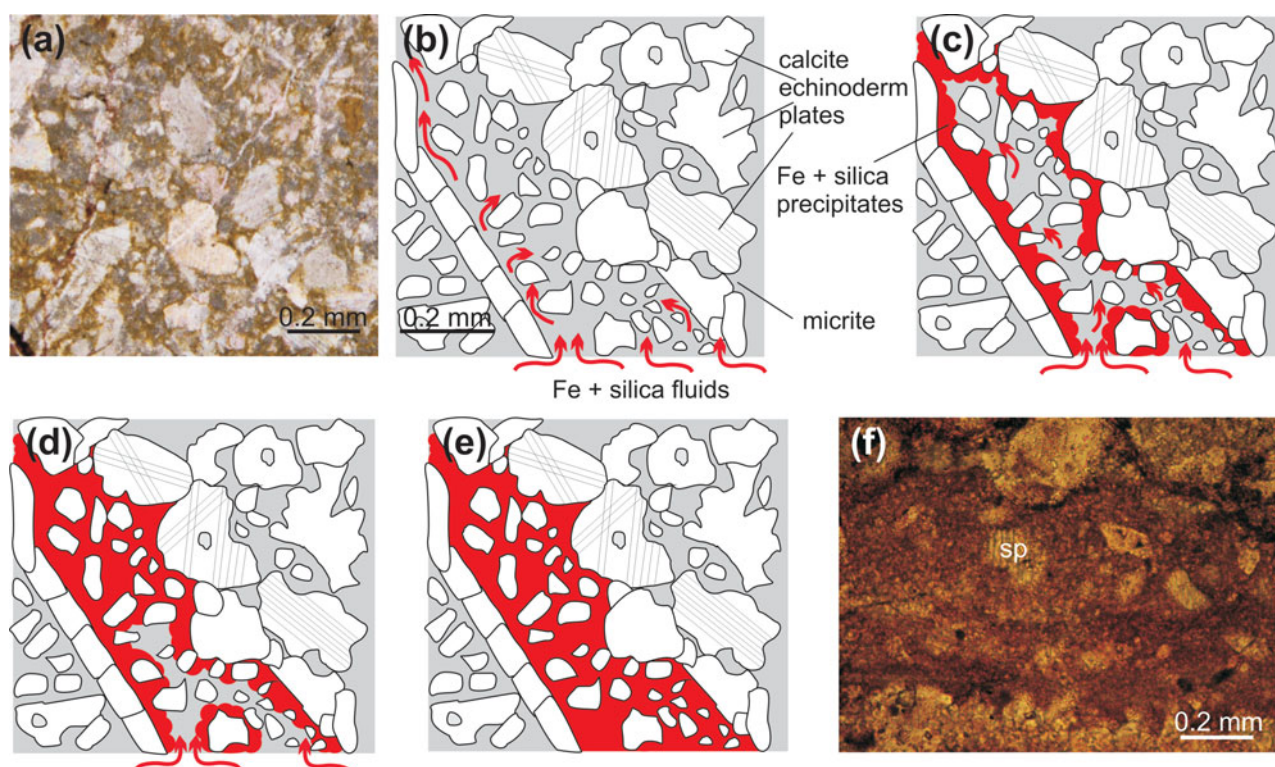 (a)
0.2 mm
(b)
0.2 mm
calcite
echinoderm
plates
micrite
Fe + silica fluids
(c)
Fe + silica
precipitates
(d)
(e)
(f)
sp
0.2 mm